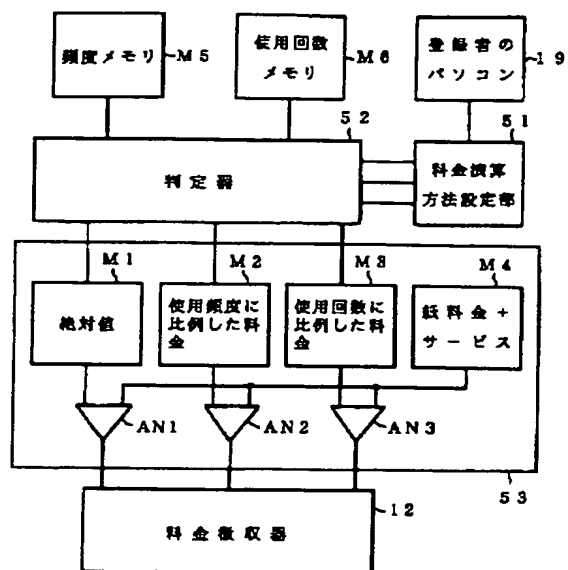 頻度メモリ
M5
使用回数
メモリ
M6
登録者の
パソコン
19
52
51
判定器
料金演算
方法設定部
M1
M2
M3
M4
絶対値
使用頻度に
比例した料
金
使用回数に
比例した料
金
紙料金+
サービス
AN1
AN2
AN3
53
料金徴収器
12